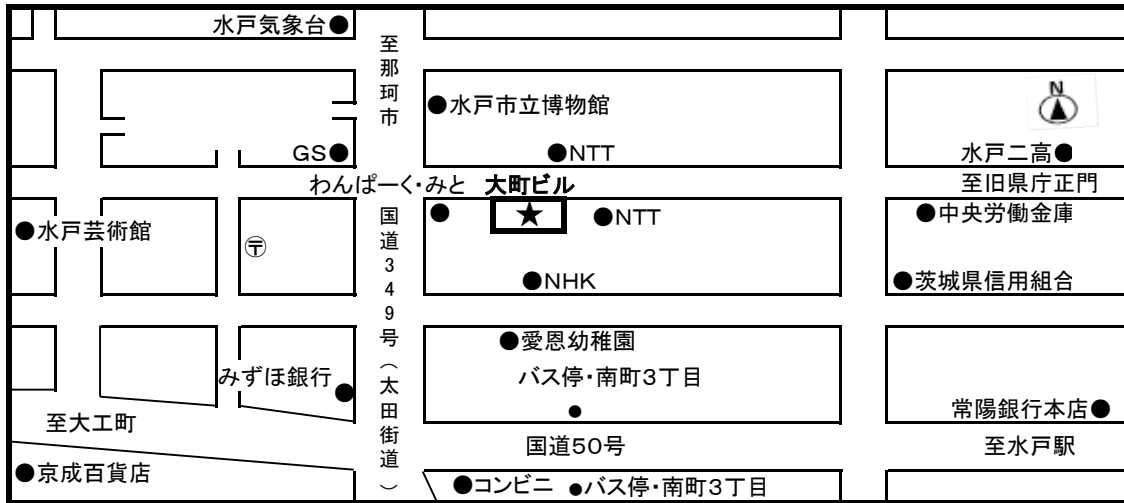 水戸気象台●
至那珂市
N
●水戸市立博物館
GS●
●NTT
水戸二高●
わんぱーく・みと
大町ビル
至旧県庁正門
●
★
●NTT
●中央労働金庫
●水戸芸術館
〒
国道349号(太田街道)
●NHK
●茨城県信用組合
●愛恩幼稚園
みずほ銀行●
バス停・南町3丁目
●
常陽銀行本店●
至大工町
国道50号
至水戸駅
●京成百貨店
●コンビニ
●バス停・南町3丁目